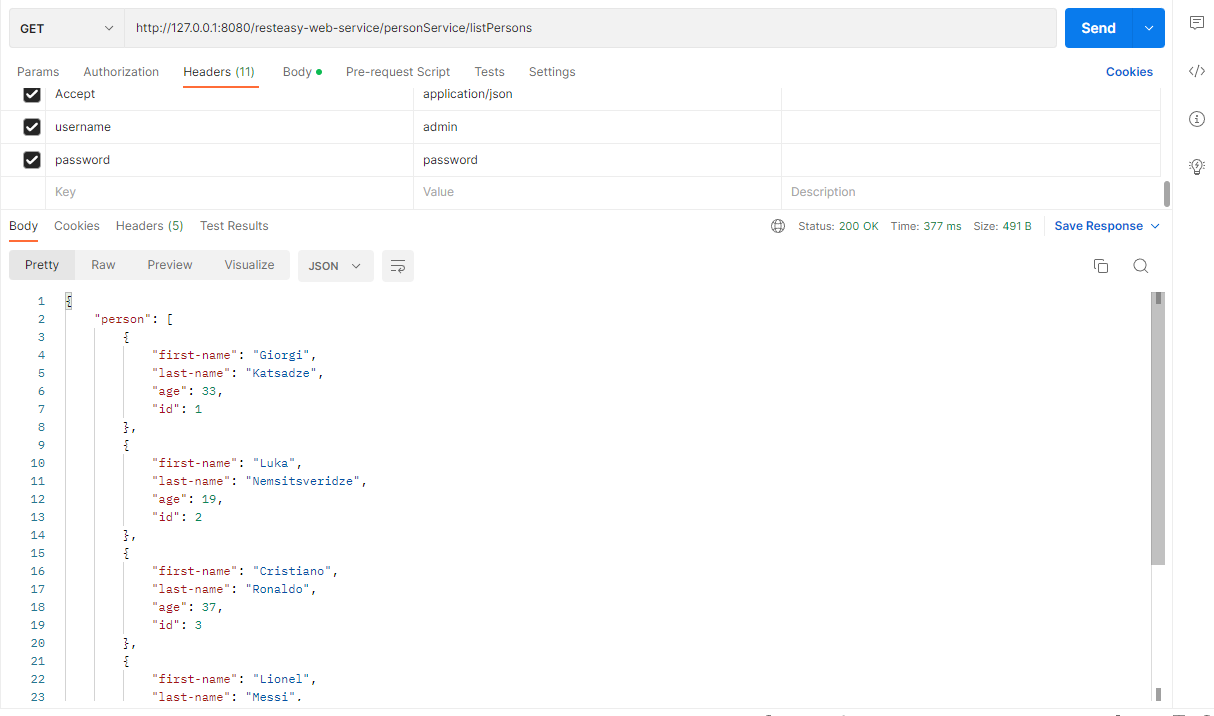 GET http://127.0.0.1:8080/resteasy-web-service/personService/listPersons Send
Params Authorization Headers (11) Body Pre-request Script Tests Settings Cookies
Accept application/json
username admin
password password
Key Value Description
Body Cookies Headers (5) Test Results Status: 200 OK Time: 377 ms Size: 491 B Save Response
Pretty Raw Preview Visualize JSON
1 {
2 "person": [
3 {
4 "first-name": "Giorgi",
5 "last-name": "Katsadze",
6 "age": 33,
7 "id": 1
8 },
9 {
10 "first-name": "Luka",
11 "last-name": "Nemsitsveridze",
12 "age": 19,
13 "id": 2
14 },
15 {
16 "first-name": "Cristiano",
17 "last-name": "Ronaldo",
18 "age": 37,
19 "id": 3
20 },
21 {
22 "first-name": "Lionel",
23 "last-name": "Messi",